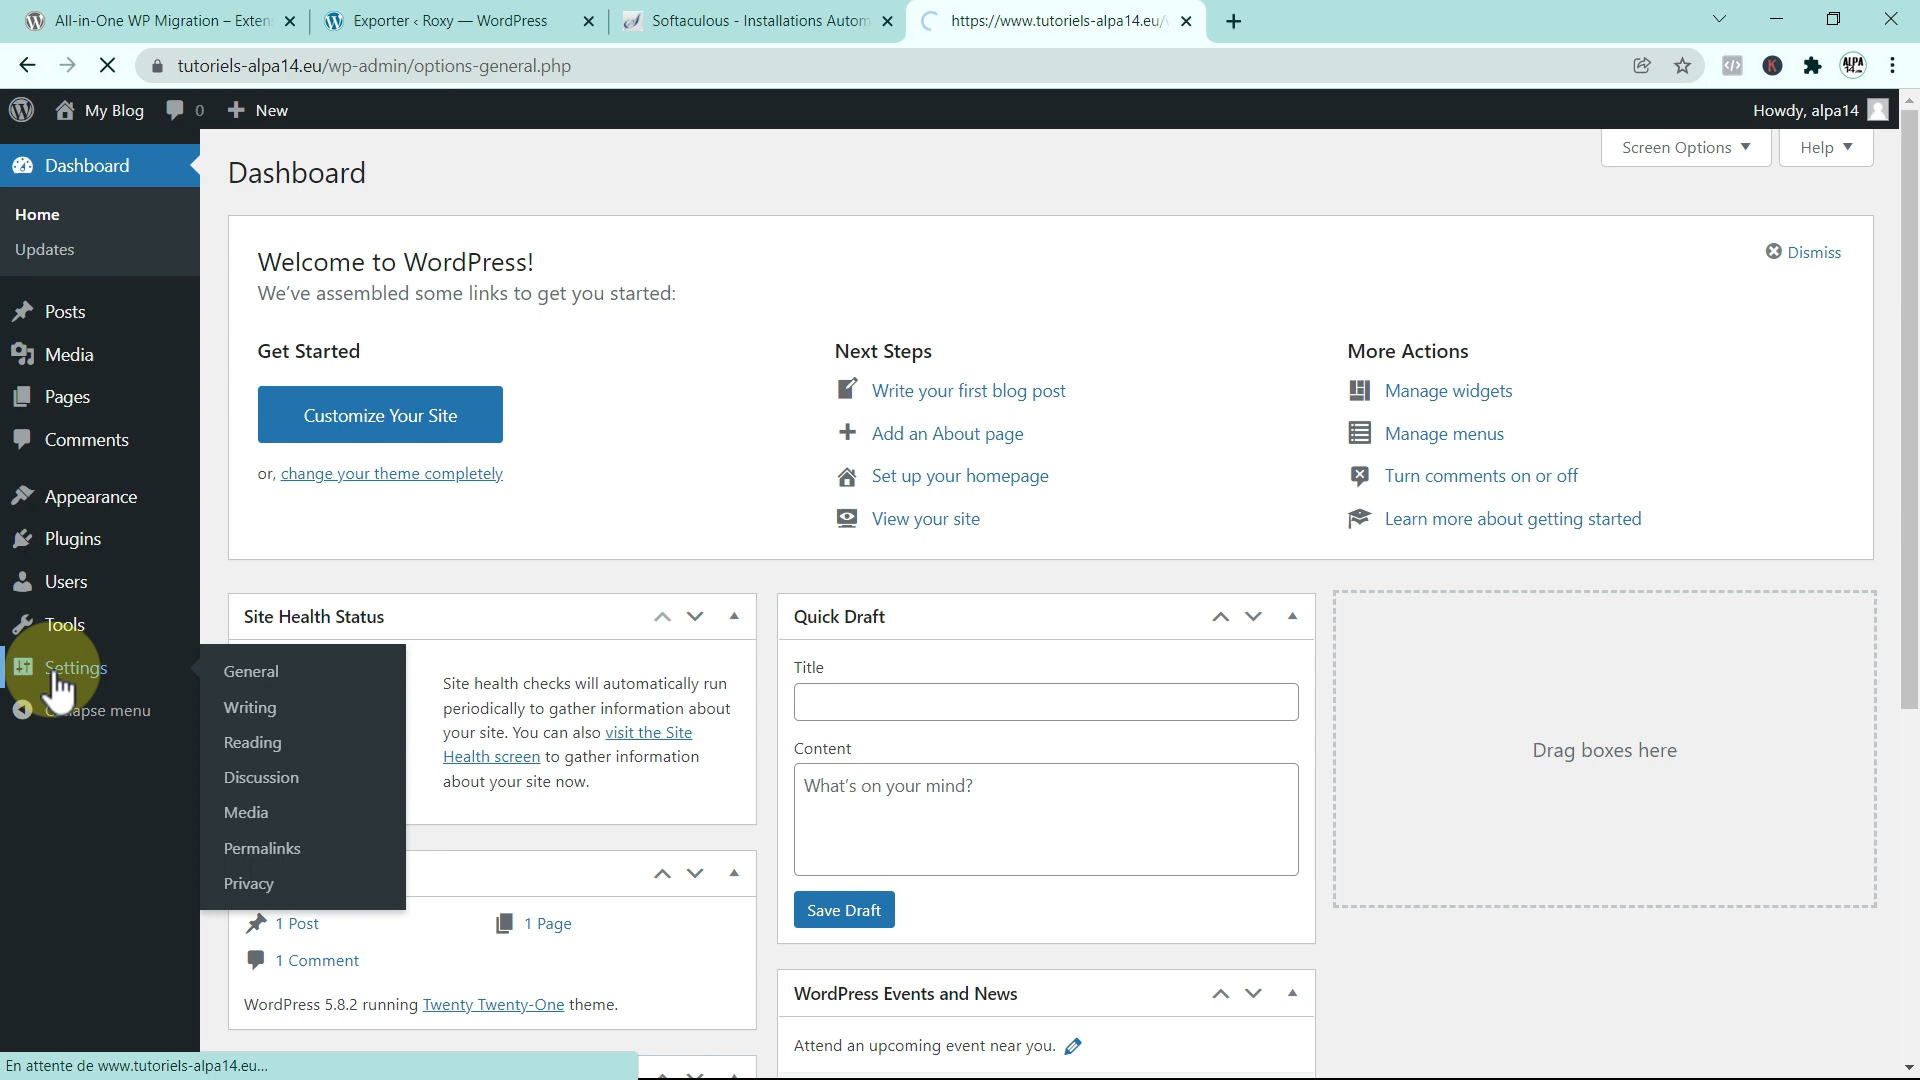 All-in-One WP Migration – Exten
Exporter ‹ Roxy — WordPress
Softaculous - Installations Autom
https://www.tutoriels-alpa14.eu/
tutoriels-alpa14.eu/wp-admin/options-general.php
K
ALPA
14
My Blog
0
New
Howdy, alpa14
Dashboard
Home
Updates
Posts
Media
Pages
Comments
Appearance
Plugins
Users
Tools
Settings
apse menu
General
Writing
Reading
Discussion
Media
Permalinks
Privacy
Screen Options
Help
Dashboard
Welcome to WordPress!
Dismiss
We've assembled some links to get you started:
Get Started
Customize Your Site
or, change your theme completely
Next Steps
Write your first blog post
Add an About page
Set up your homepage
View your site
More Actions
Manage widgets
Manage menus
Turn comments on or off
Learn more about getting started
Site Health Status
Site health checks will automatically run
periodically to gather information about
your site. You can also visit the Site
Health screen to gather information
about your site now.
1 Post
1 Page
1 Comment
WordPress 5.8.2 running Twenty Twenty-One theme.
Quick Draft
Title
Content
What's on your mind?
Save Draft
WordPress Events and News
Attend an upcoming event near you.
Drag boxes here
En attente de www.tutoriels-alpa14.eu...